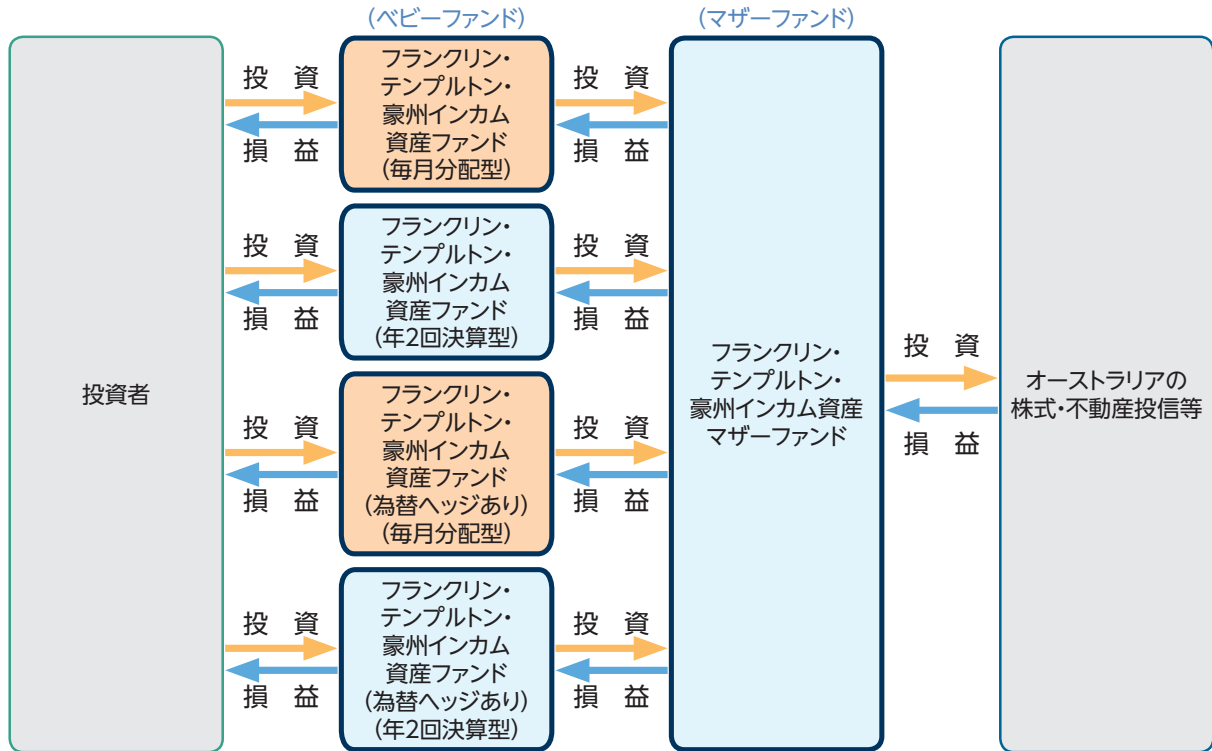 (ベビーファンド)
(マザーファンド)
投資者
投 資
損 益
フランクリン・
テンプルトン・
豪州インカム
資産ファンド
(毎月分配型)
投 資
損 益
投 資
損 益
フランクリン・
テンプルトン・
豪州インカム
資産ファンド
(年2回決算型)
投 資
損 益
投 資
損 益
フランクリン・
テンプルトン・
豪州インカム
資産ファンド
(為替ヘッジあり)
(毎月分配型)
投 資
損 益
投 資
損 益
フランクリン・
テンプルトン・
豪州インカム
資産ファンド
(為替ヘッジあり)
(年2回決算型)
投 資
損 益
フランクリン・
テンプルトン・
豪州インカム資産
マザーファンド
投 資
損 益
オーストラリアの
株式・不動産投信等